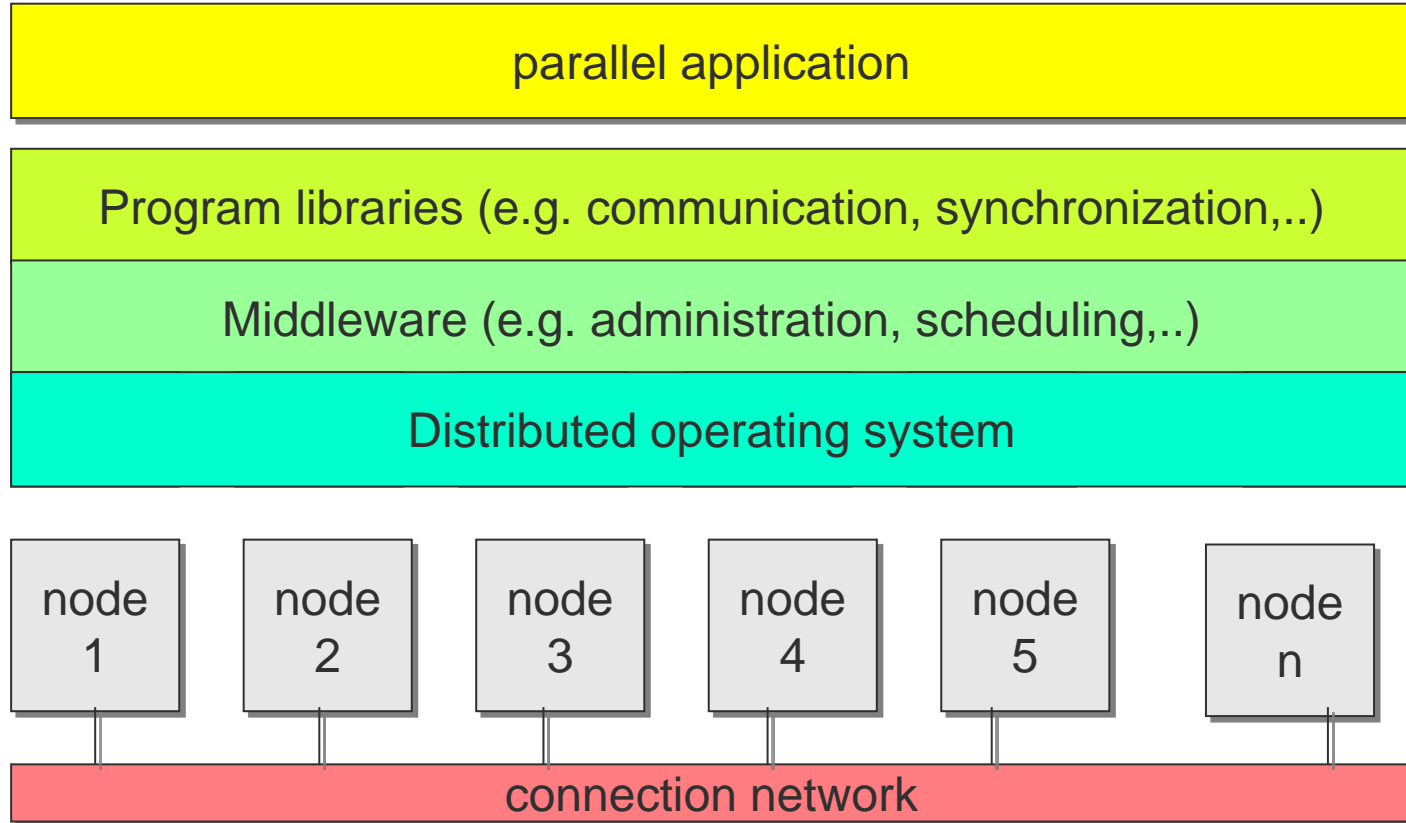 parallel application
Program libraries (e.g. communication, synchronization,..)
Middleware (e.g. administration, scheduling,..)
Distributed operating system
node
1
node
2
node
3
node
4
node
5
node
n
connection network